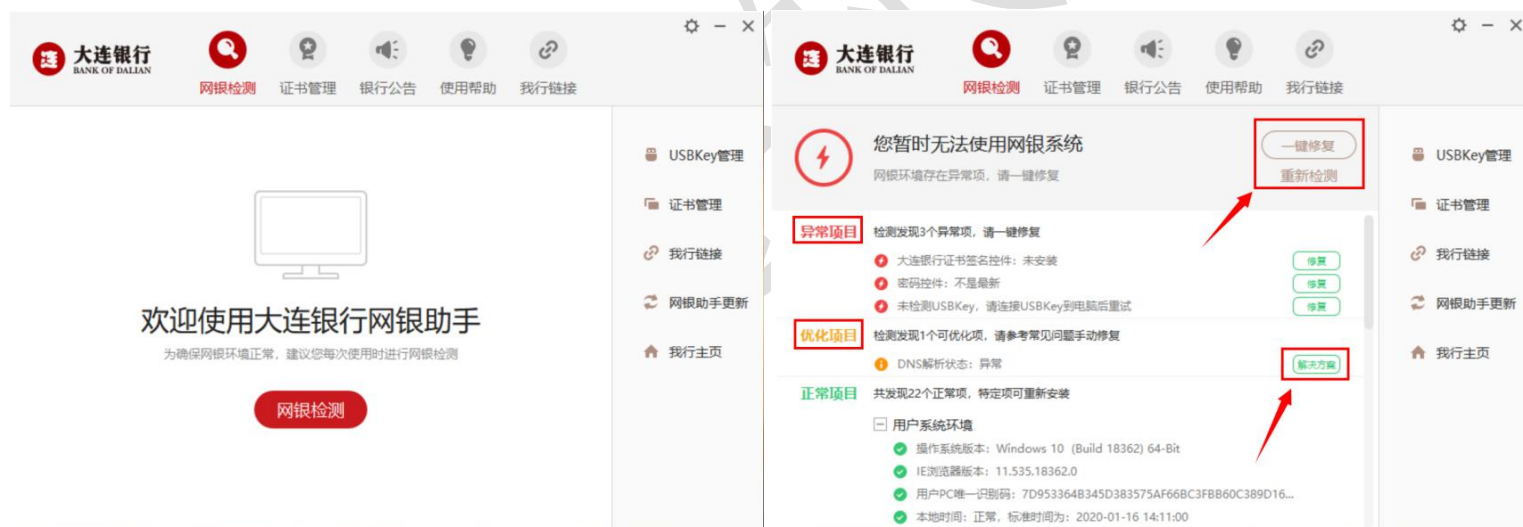 大连银行
BANK OF DALIAN
网银检测
证书管理
银行公告
使用帮助
我行链接
欢迎使用大连银行网银助手
为确保网银环境正常，建议您每次使用时进行网银检测
网银检测
USBKey管理
证书管理
我行链接
网银助手更新
我行主页
大连银行
BANK OF DALIAN
网银检测
证书管理
银行公告
使用帮助
我行链接
您暂时无法使用网银系统
网银环境存在异常项，请一键修复
一键修复
重新检测
异常项目 检测发现3个异常项，请一键修复
大连银行证书签名控件：未安装 修复
密码控件：不是最新 修复
未检测USBKey，请连接USBKey到电脑后重试 修复
优化项目 检测发现1个可优化项，请参考常见问题手动修复
DNS解析状态：异常 解决方案
正常项目 共发现22个正常项，特定项可重新安装
用户系统环境
操作系统版本：Windows 10 (Build 18362) 64-Bit
IE浏览器版本：11.535.18362.0
用户PC唯一识别码：7D953364B345D383575AF66BC3FBB60C389D16...
本地时间：正常，标准时间为：2020-01-16 14:11:00
USBKey管理
证书管理
我行链接
网银助手更新
我行主页